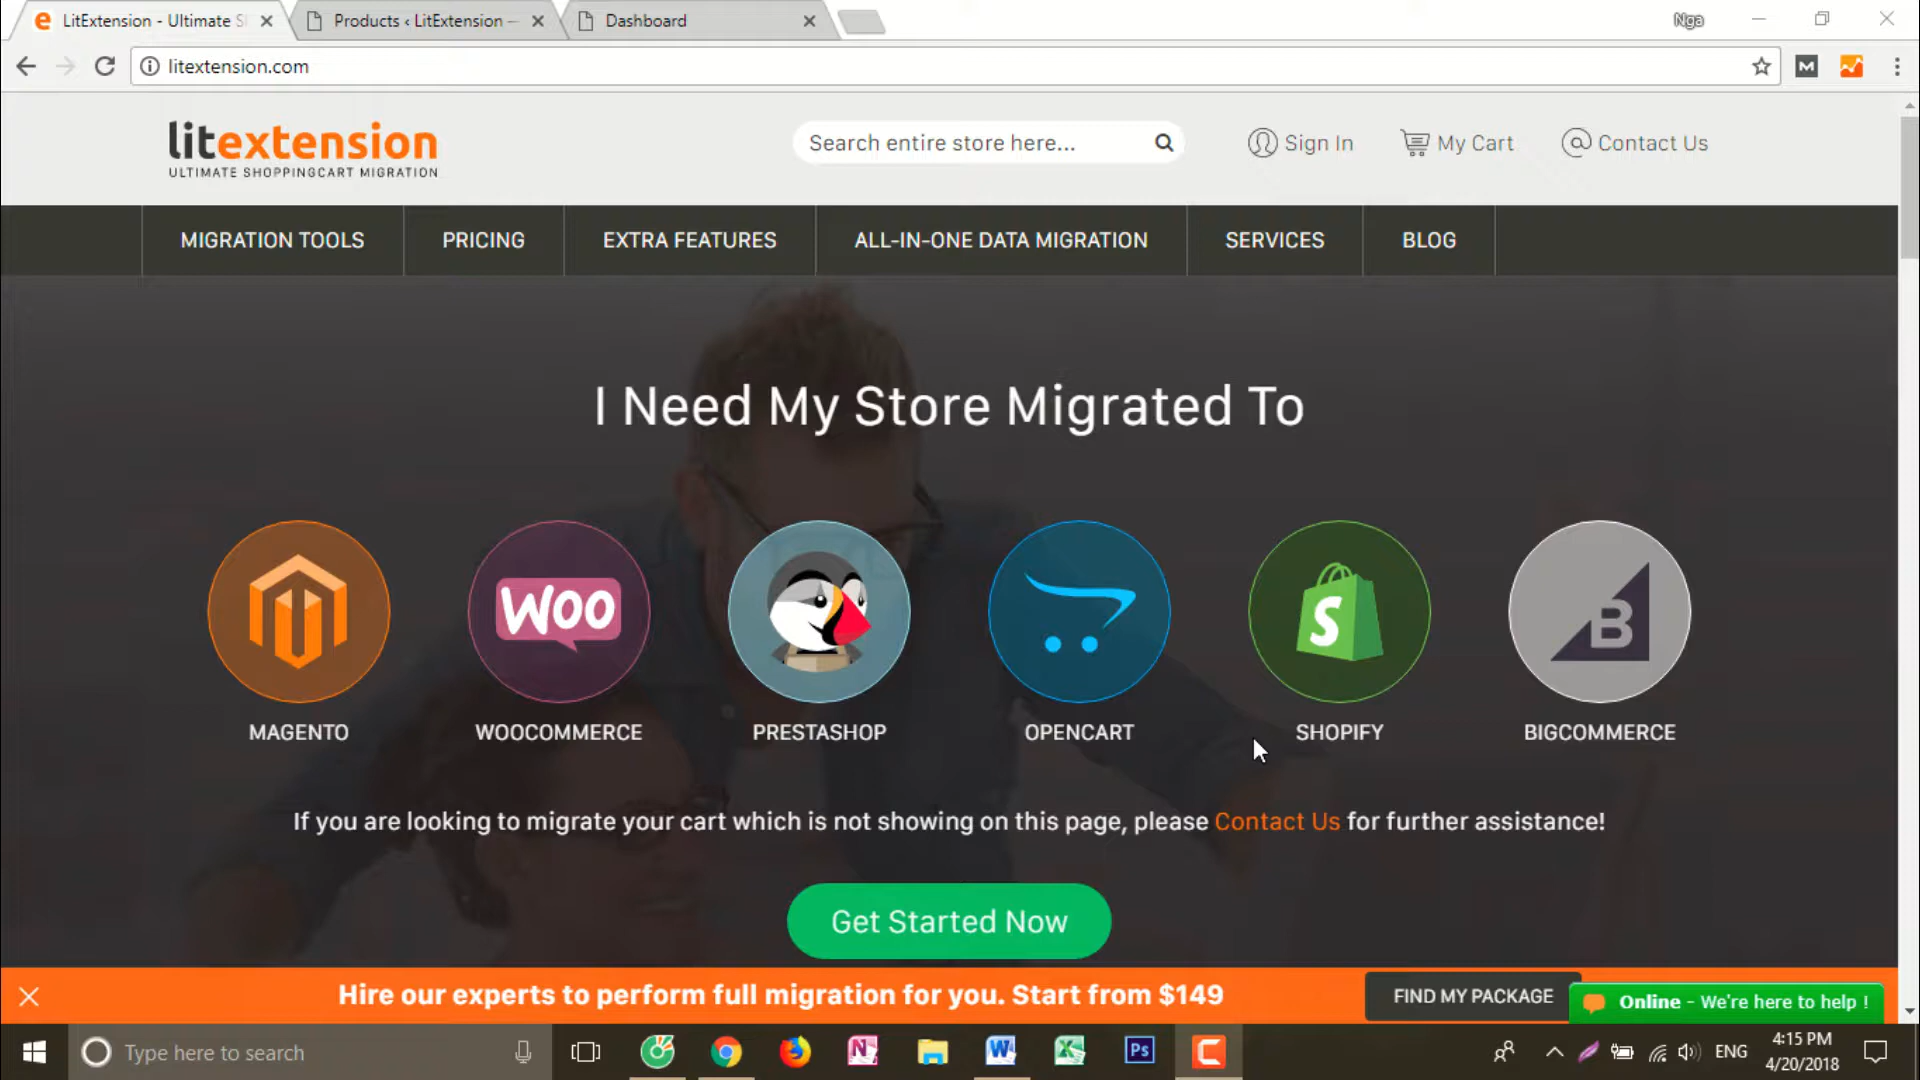 LitExtension - Ultimate S
Products ‹ LitExtension —
Dashboard
Nga
litextension.com
litextension
ULTIMATE SHOPPINGCART MIGRATION
Search entire store here...
Sign In
My Cart
Contact Us
MIGRATION TOOLS
PRICING
EXTRA FEATURES
ALL-IN-ONE DATA MIGRATION
SERVICES
BLOG
I Need My Store Migrated To
WOO
S
B
MAGENTO
WOOCOMMERCE
PRESTASHOP
OPENCART
SHOPIFY
BIGCOMMERCE
If you are looking to migrate your cart which is not showing on this page, please Contact Us for further assistance!
Get Started Now
Hire our experts to perform full migration for you. Start from $149
FIND MY PACKAGE
Online - We're here to help !
Type here to search
N
W
X
Ps
C
ENG
4:15 PM
4/20/2018